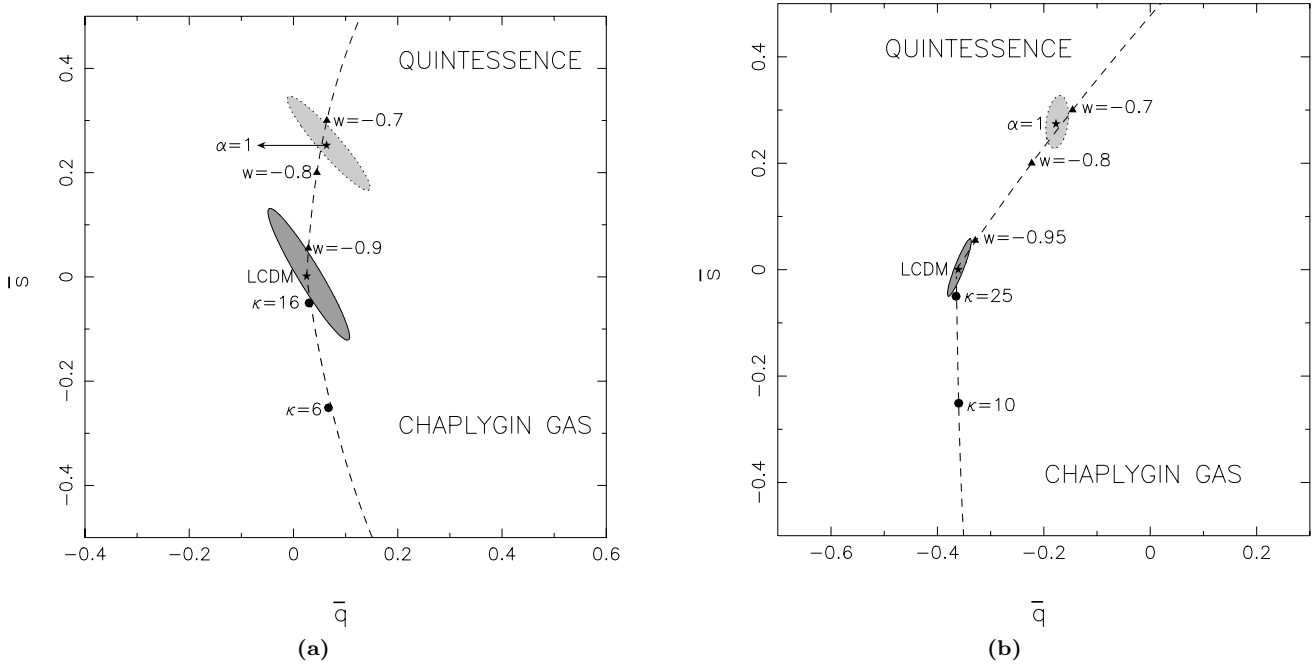 QUINTESSENCE
w=−0.7
α=1
w=−0.8
w=−0.9
LCDM
κ=16
κ=6
CHAPLYGIN GAS
0.4
0.2
0
−0.2
−0.4
s̅
−0.4 −0.2 0 0.2 0.4 0.6
q̅
(a)
QUINTESSENCE
w=−0.7
α=1
w=−0.8
w=−0.95
LCDM
κ=25
κ=10
CHAPLYGIN GAS
0.4
0.2
0
−0.2
−0.4
s̅
−0.6 −0.4 −0.2 0 0.2
q̅
(b)